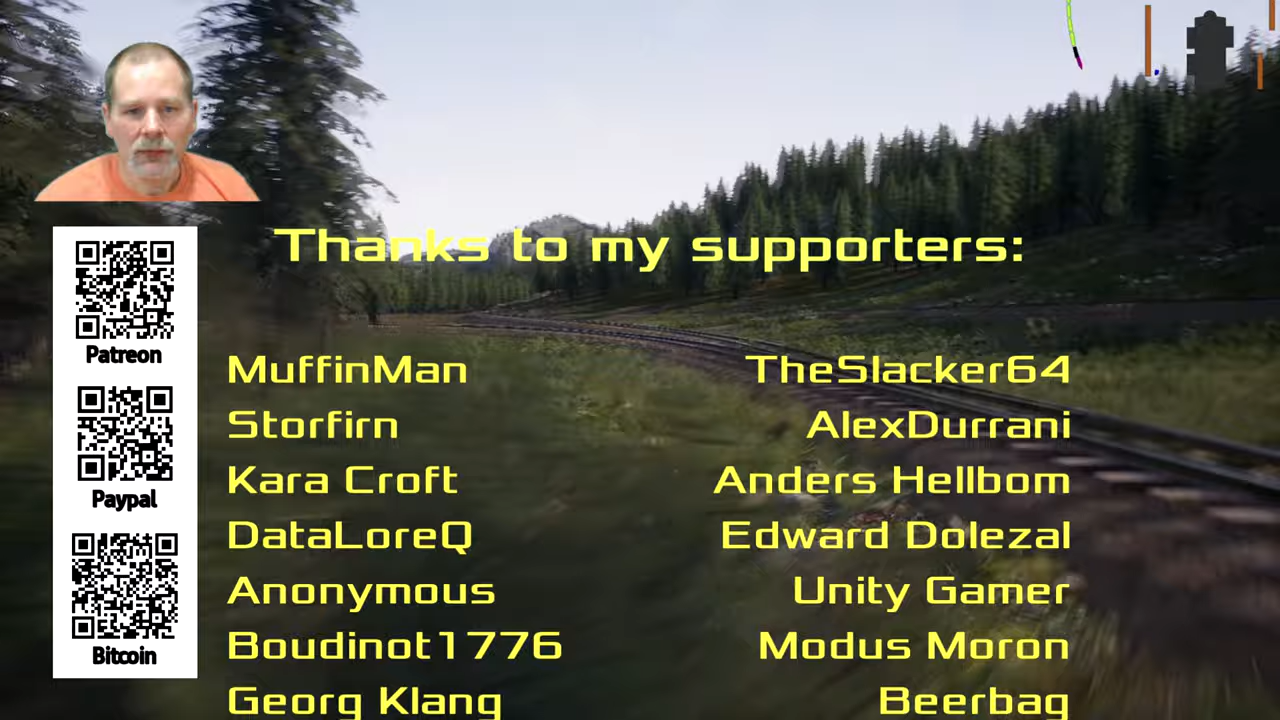 Thanks to my supporters:
Patreon
Paypal
Bitcoin
MuffinMan
TheSlacker64
Storfirn
AlexDurrani
Kara Croft
Anders Hellbom
DataLoreQ
Edward Dolezal
Anonymous
Unity Gamer
Boudinot1776
Modus Moron
Georg Klang
Beerbag